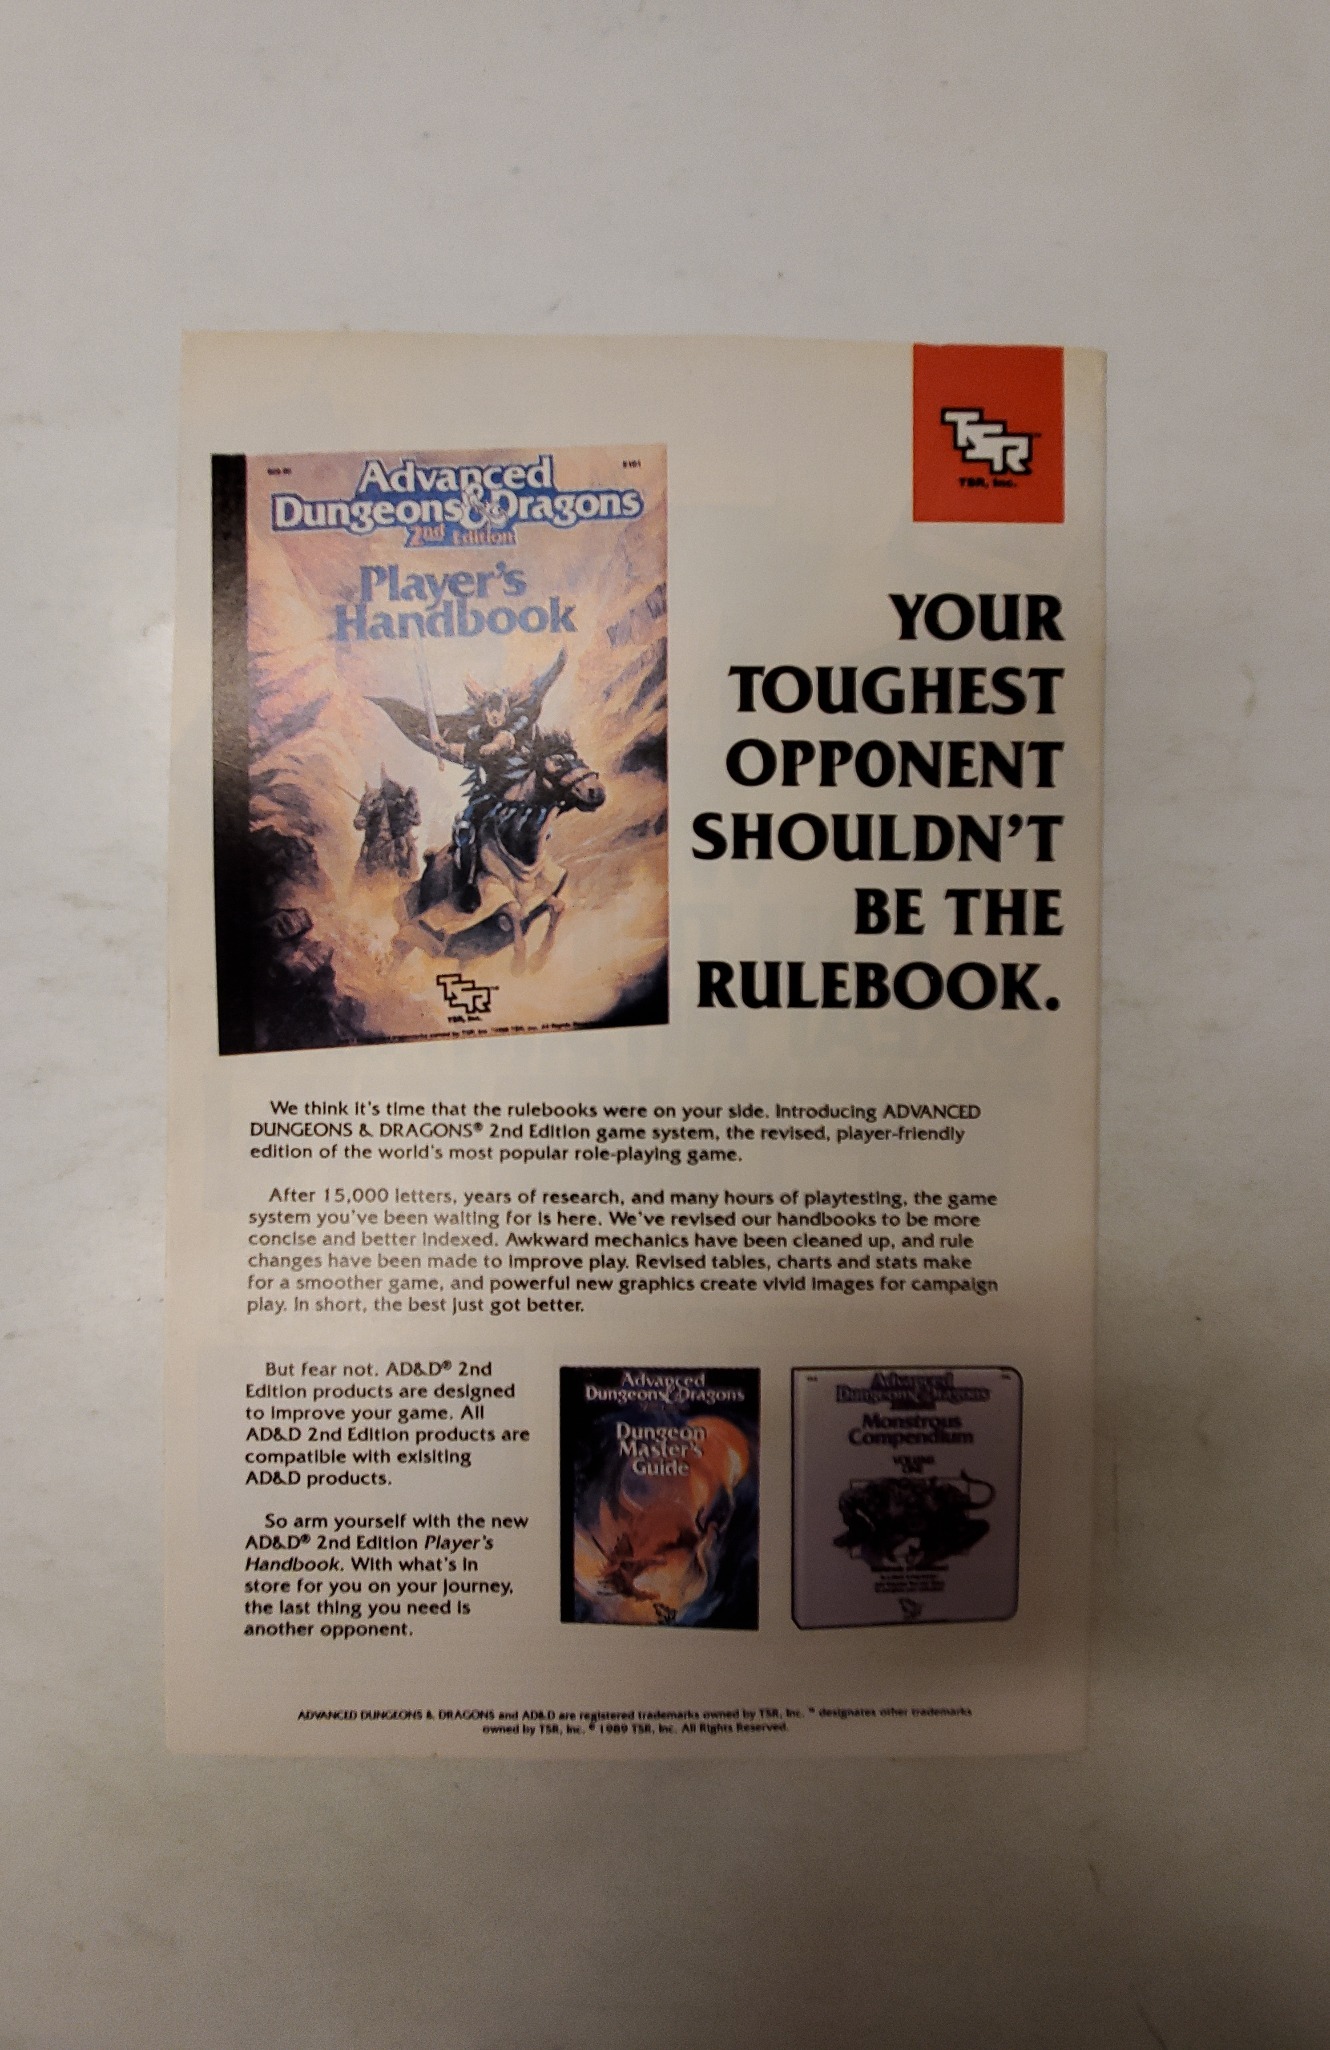 TSR
TSR, Inc.
Advanced
Dungeons & Dragons
2nd Edition
Player's
Handbook
TSR
TSR, Inc.
YOUR
TOUGHEST
OPPONENT
SHOULDN'T
BE THE
RULEBOOK.
We think it's time that the rulebooks were on your side. Introducing ADVANCED
DUNGEONS & DRAGONS® 2nd Edition game system, the revised, player-friendly
edition of the world's most popular role-playing game.
After 15,000 letters, years of research, and many hours of playtesting, the game
system you've been waiting for is here. We've revised our handbooks to be more
concise and better indexed. Awkward mechanics have been cleaned up, and rule
changes have been made to improve play. Revised tables, charts and stats make
for a smoother game, and powerful new graphics create vivid images for campaign
play. In short, the best just got better.
But fear not. AD&D® 2nd
Edition products are designed
to improve your game. All
AD&D 2nd Edition products are
compatible with exisiting
AD&D products.
So arm yourself with the new
AD&D® 2nd Edition Player's
Handbook. With what's in
store for you on your journey,
the last thing you need is
another opponent.
Advanced
Dungeons & Dragons
Dungeon
Master's
Guide
Advanced
Dungeons & Dragons
Monstrous
Compendium
VOLUME
ONE
ADVANCED DUNGEONS & DRAGONS and AD&D are registered trademarks owned by TSR, Inc. ™ designates other trademarks
owned by TSR, Inc. © 1989 TSR, Inc. All Rights Reserved.